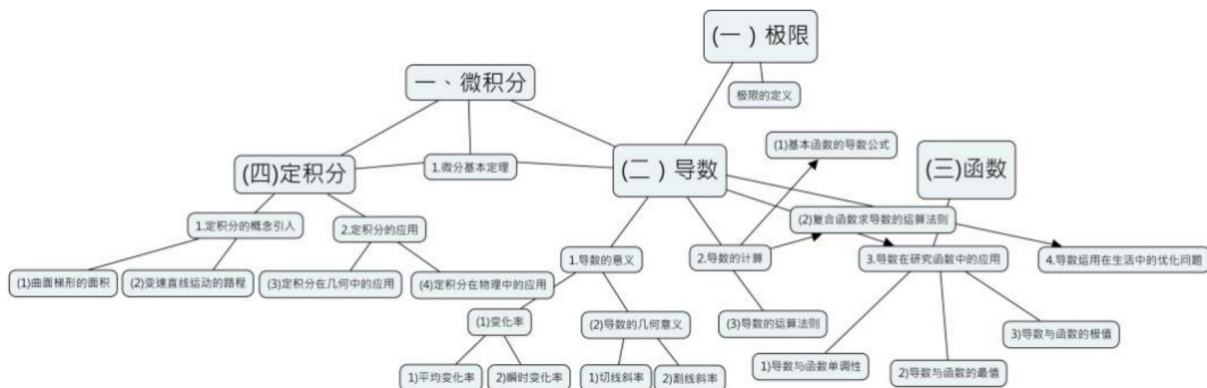 (一）极限
一、微积分
极限的定义
(1)基本函数的导数公式
(四)定积分
1.微分基本定理
(二）导数
(三)函数
1.定积分的概念引入
2.定积分的应用
(2)复合函数求导数的运算法则
1.导数的意义
2.导数的计算
3.导数在研究函数中的应用
4.导数运用在生活中的优化问题
(1)曲面梯形的面积
(2)变速直线运动的路程
(3)定积分在几何中的应用
(4)定积分在物理中的应用
(1)变化率
(2)导数的几何意义
(3)导数的运算法则
3)导数与函数的极值
1)导数与函数单调性
2)导数与函数的最值
1)平均变化率
2)瞬时变化率
1)切线斜率
2)割线斜率